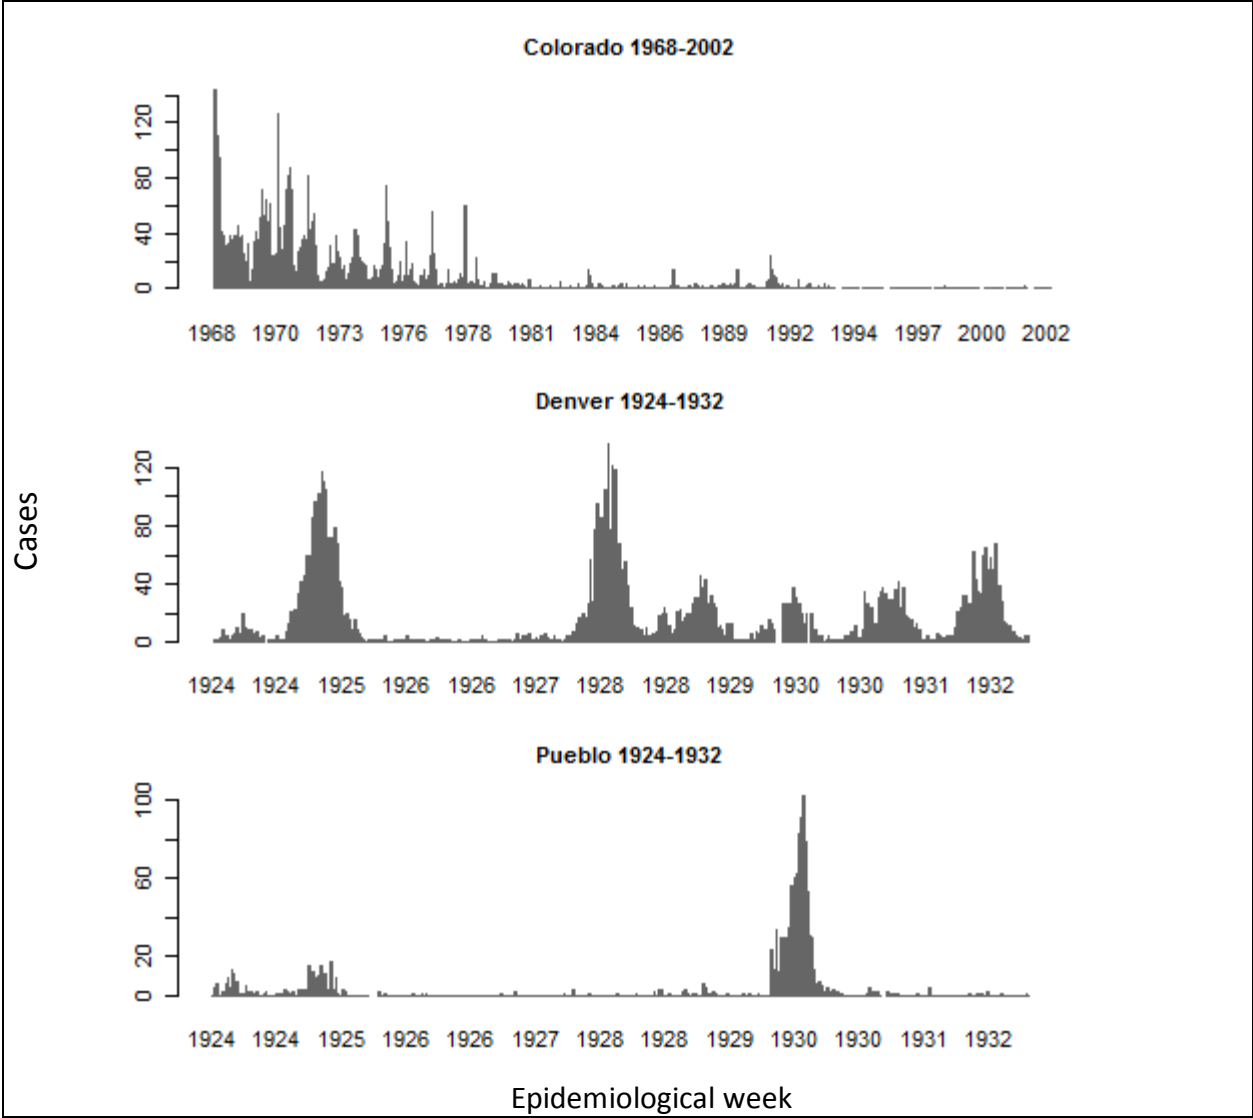 Colorado 1968-2002
120
80
40
0
1968 1970 1973 1976 1978 1981 1984 1986 1989 1992 1994 1997 2000 2002
Denver 1924-1932
120
80
40
0
1924 1924 1925 1926 1926 1927 1928 1928 1929 1930 1930 1931 1932
Cases
Pueblo 1924-1932
100
60
20
0
1924 1924 1925 1926 1926 1927 1928 1928 1929 1930 1930 1931 1932
Epidemiological week